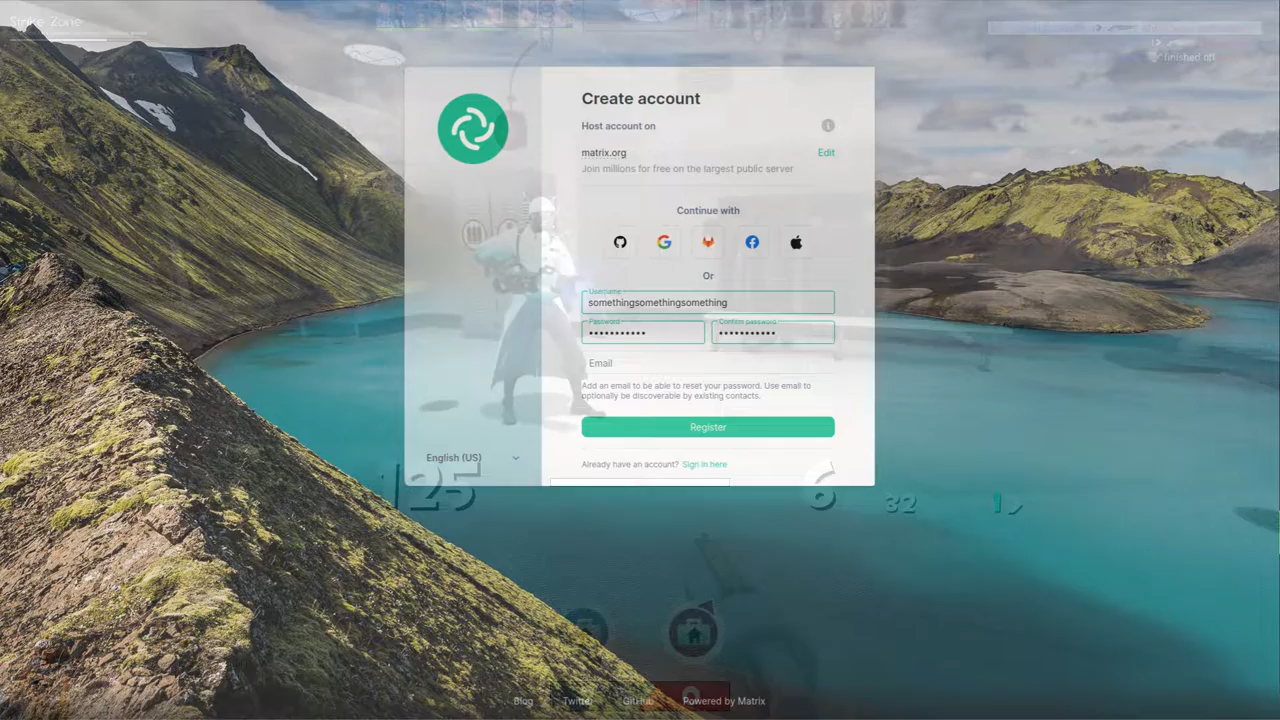 Strike Zone
finished off
Create account
Host account on
matrix.org
Edit
Join millions for free on the largest public server
Continue with
Or
Username
somethingsomethingsomething
Password
Confirm password
Email
Add an email to be able to reset your password. Use email to
optionally be discoverable by existing contacts.
Register
Already have an account? Sign in here
English (US)
125
6
32
Blog
Twitter
GitHub
Powered by Matrix